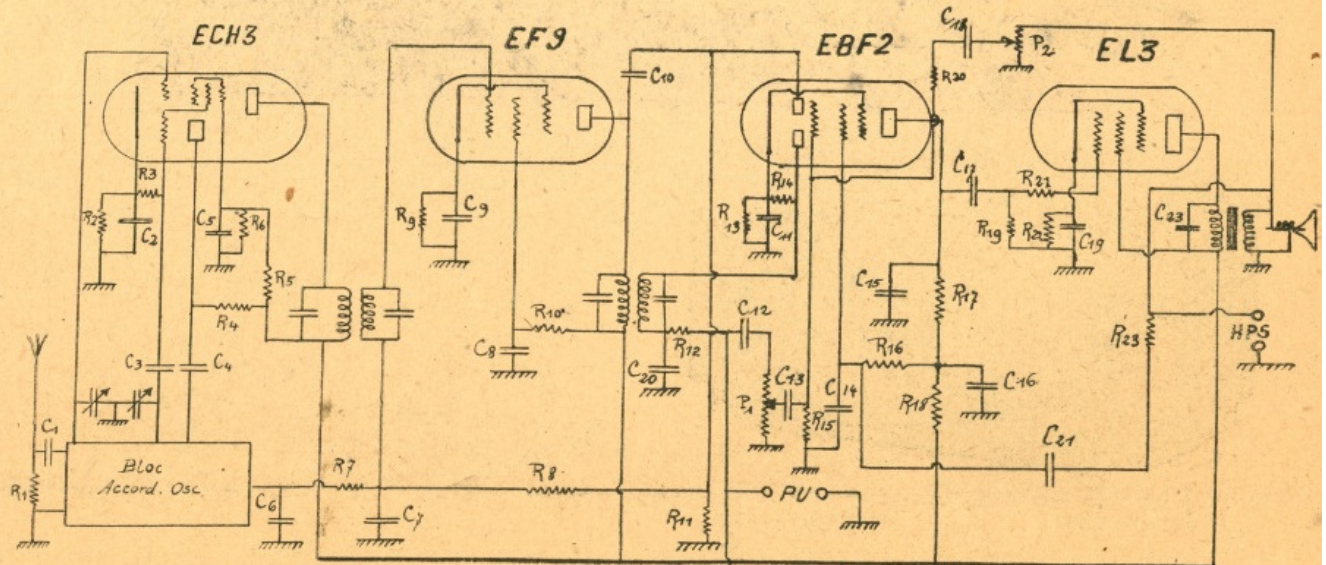 ECH3
EF9
EBF2
EL3
C18
P2
R20
C10
R3
R2
C2
C5
R6
R9
C9
R14
R13
C11
C17
R21
R19
R22
C19
C23
R5
R4
C3
C4
R10
C8
R12
C12
C20
P1
C13
R15
C14
C15
R17
R16
R18
C16
R23
HPS
C1
R1
Bloc
Accord. Osc
C6
R7
C7
R8
R11
PU
C21